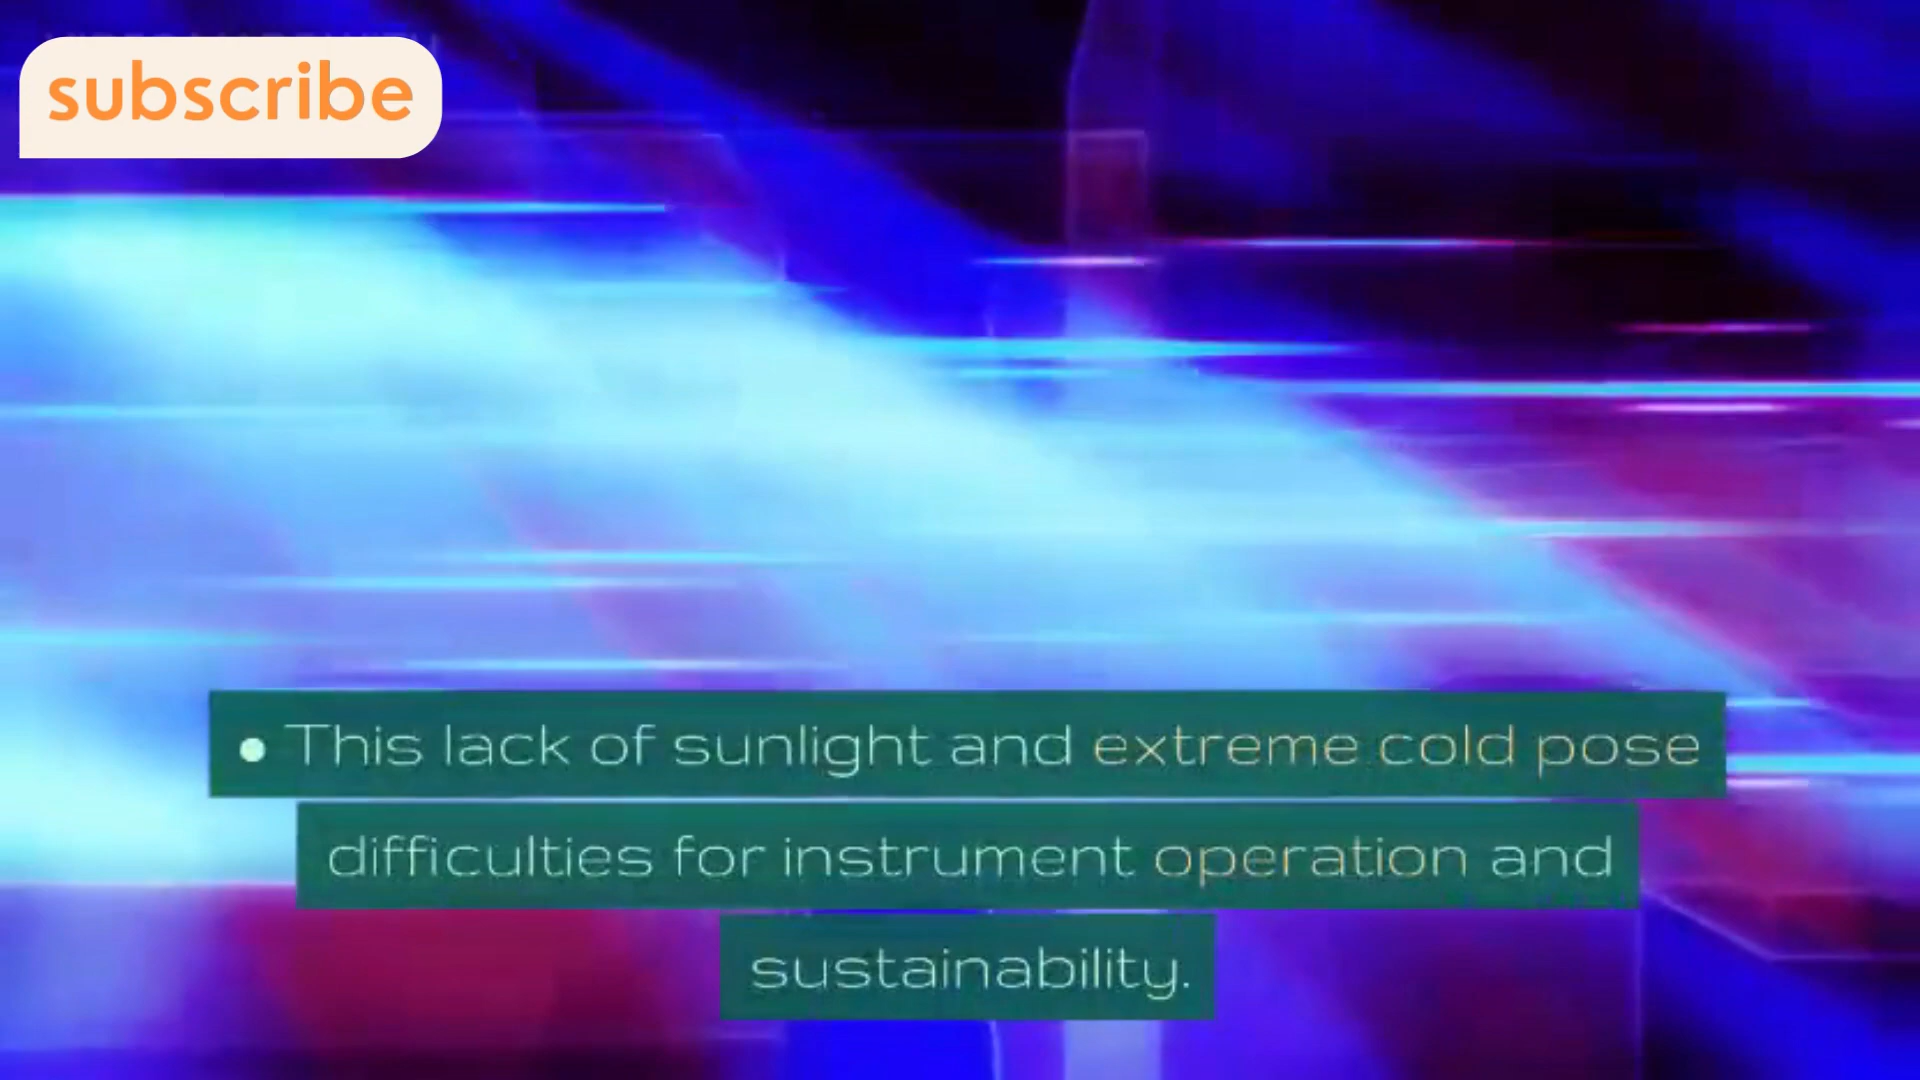 subscribe
• This lack of sunlight and extreme cold pose
difficulties for instrument operation and
sustainability.